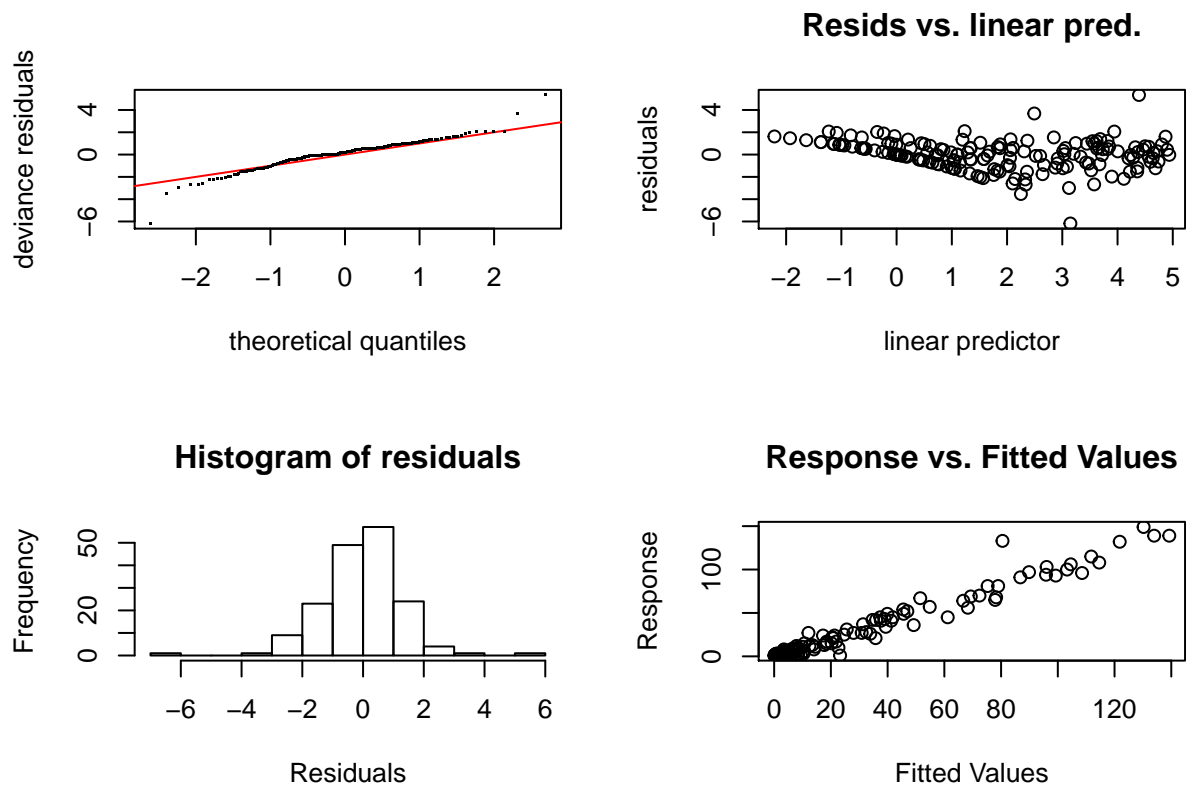 deviance residuals
4
0
−6
−2 −1 0 1 2
theoretical quantiles
Resids vs. linear pred.
residuals
4
0
−6
−2 −1 0 1 2 3 4 5
linear predictor
Histogram of residuals
Frequency
50
20
0
−6 −4 −2 0 2 4 6
Residuals
Response vs. Fitted Values
Response
100
0
0 20 40 60 80 120
Fitted Values